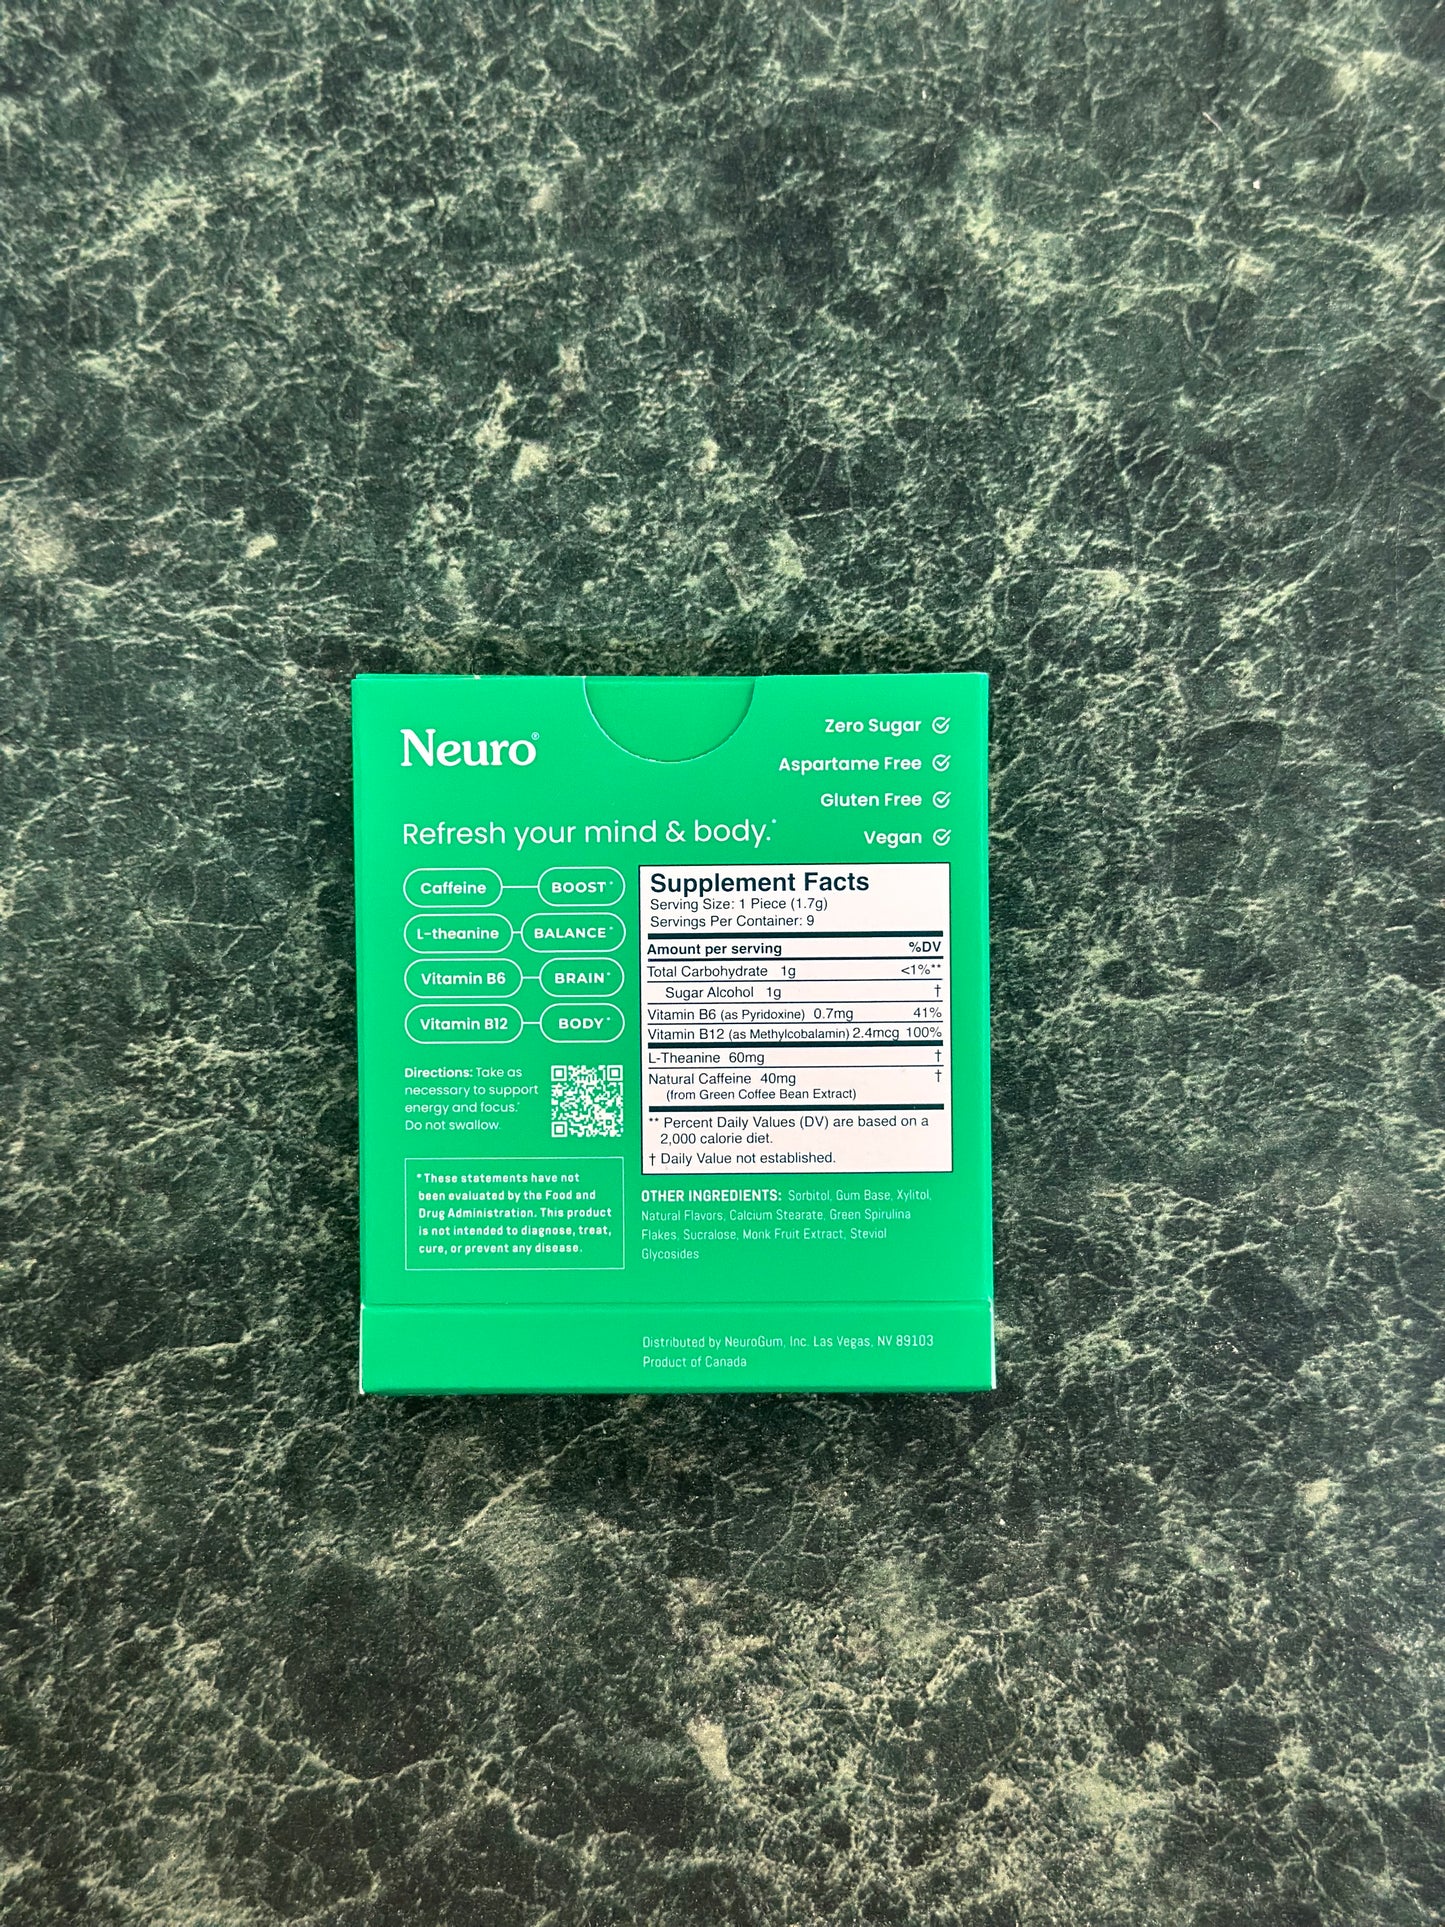 Neuro®
Zero Sugar
Aspartame Free
Gluten Free
Vegan
Refresh your mind & body.*
Caffeine BOOST*
L-theanine BALANCE*
Vitamin B6 BRAIN*
Vitamin B12 BODY*
Directions: Take as
necessary to support
energy and focus.*
Do not swallow.
*These statements have not
been evaluated by the Food and
Drug Administration. This product
is not intended to diagnose, treat,
cure, or prevent any disease.
Supplement Facts
Serving Size: 1 Piece (1.7g)
Servings Per Container: 9
Amount per serving %DV
Total Carbohydrate 1g <1%**
Sugar Alcohol 1g †
Vitamin B6 (as Pyridoxine) 0.7mg 41%
Vitamin B12 (as Methylcobalamin) 2.4mcg 100%
L-Theanine 60mg †
Natural Caffeine 40mg †
(from Green Coffee Bean Extract)
** Percent Daily Values (DV) are based on a
2,000 calorie diet.
† Daily Value not established.
OTHER INGREDIENTS: Sorbitol, Gum Base, Xylitol,
Natural Flavors, Calcium Stearate, Green Spirulina
Flakes, Sucralose, Monk Fruit Extract, Steviol
Glycosides
Distributed by NeuroGum, Inc. Las Vegas, NV 89103
Product of Canada